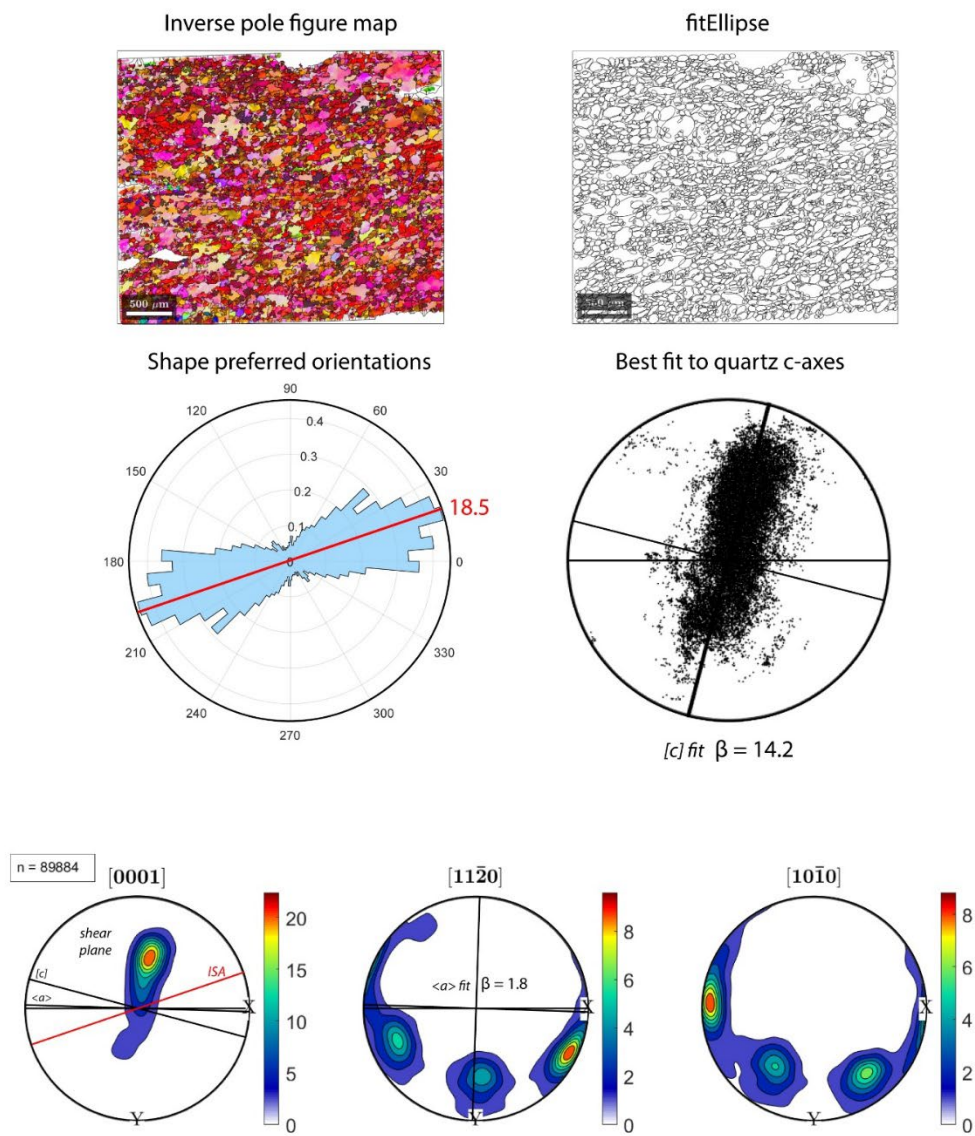 Inverse pole figure map
fitEllipse
500 μm
500 μm
Shape preferred orientations
Best fit to quartz c-axes
90
120
60
0.4
0.3
150
30
0.2
18.5
0.1
180
0
0
210
330
240
300
270
[c] fit β = 14.2
n = 89884
[0001]
[112̄0]
[101̄0]
shear
plane
[c]
ISA
<a>
X
Y
20
15
10
5
0
<a> fit
β = 1.8
X
Y
8
6
4
2
0
X
Y
8
6
4
2
0